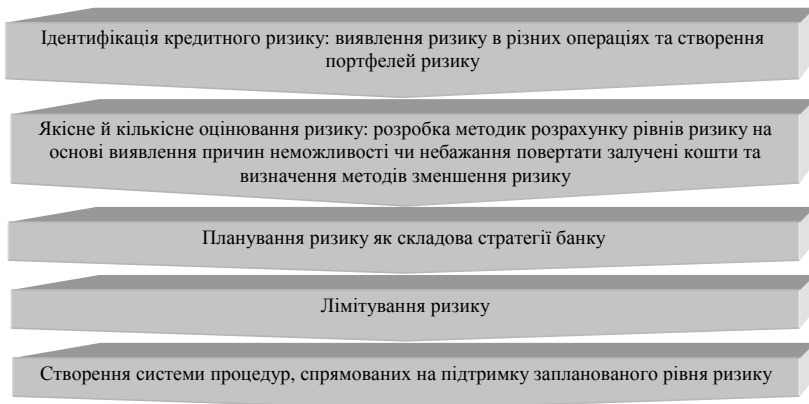 Ідентифікація кредитного ризику: виявлення ризику в різних операціях та створення
портфелей ризику
Якісне й кількісне оцінювання ризику: розробка методик розрахунку рівнів ризику на
основі виявлення причин неможливості чи небажання повертати залучені кошти та
визначення методів зменшення ризику
Планування ризику як складова стратегії банку
Лімітування ризику
Створення системи процедур, спрямованих на підтримку запланованого рівня ризику